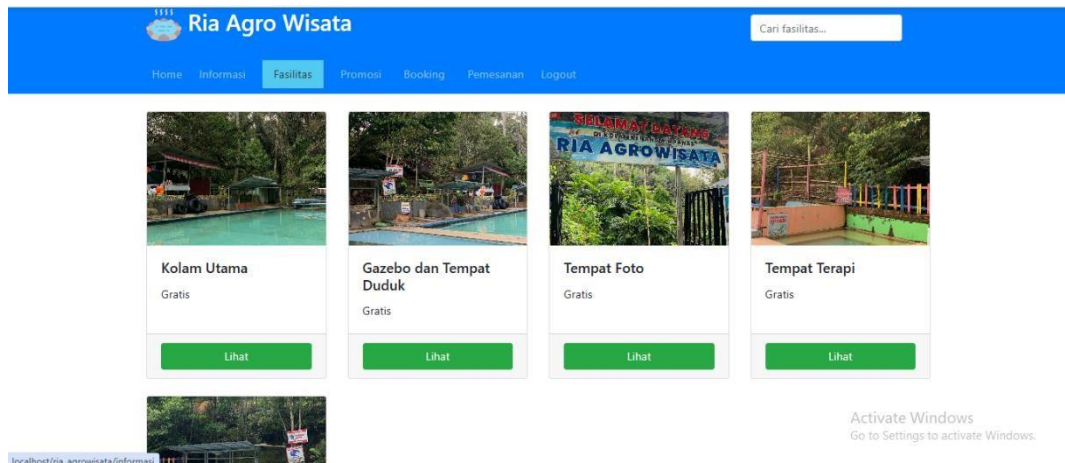 Ria Agro Wisata
Cari fasilitas...
Home Informasi Fasilitas Promosi Booking Pemesanan Logout
SELAMAT DATANG
RIA AGROWISATA
Kolam Utama
Gratis
Lihat
Gazebo dan Tempat
Duduk
Gratis
Lihat
Tempat Foto
Gratis
Lihat
Tempat Terapi
Gratis
Lihat
Activate Windows
Go to Settings to activate Windows.
localhost/ria-agrowisata/informasi